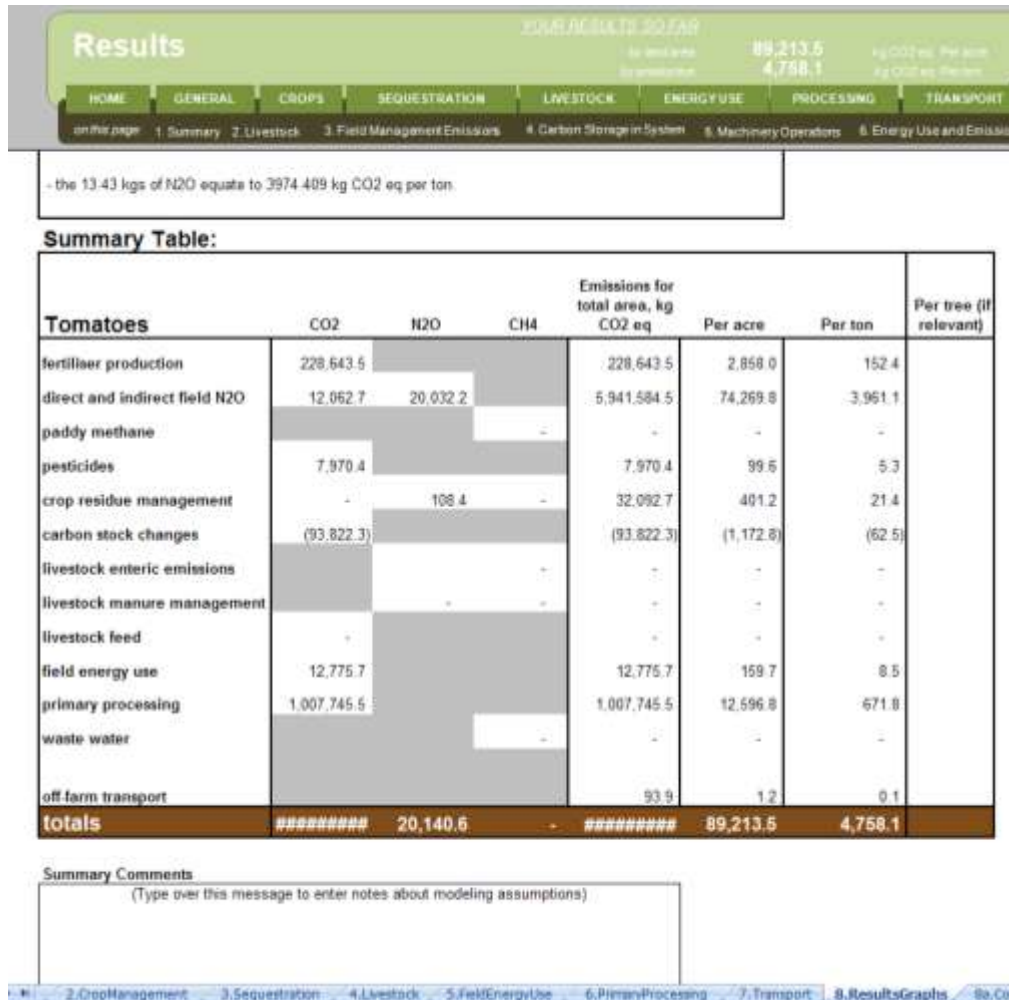 Results
YOUR RESULTS SO FAR
89,213.5
4,758.1
HOME GENERAL CROPS SEQUESTRATION LIVESTOCK ENERGY USE PROCESSING TRANSPORT
on this page: 1. Summary 2. Livestock 3. Field Management Emissions 4. Carbon Storage in System 5. Machinery Operations 6. Energy Use and Emissio
- the 13.43 kgs of N2O equate to 3974.409 kg CO2 eq per ton.
Summary Table:
Tomatoes CO2 N2O CH4 Emissions for total area, kg CO2 eq Per acre Per ton Per tree (if relevant)
fertiliser production 228,643.5 228,643.5 2,858.0 152.4
direct and indirect field N2O 12,062.7 20,032.2 5,941,584.5 74,269.8 3,961.1
paddy methane - - - -
pesticides 7,970.4 7,970.4 99.6 5.3
crop residue management - 108.4 - 32,092.7 401.2 21.4
carbon stock changes (93,822.3) (93,822.3) (1,172.8) (62.5)
livestock enteric emissions - - - -
livestock manure management - - - - -
livestock feed - - - -
field energy use 12,775.7 12,775.7 159.7 8.5
primary processing 1,007,745.5 1,007,745.5 12,596.8 671.8
waste water - - - -
off-farm transport 93.9 1.2 0.1
totals ######### 20,140.6 - ######### 89,213.5 4,758.1
Summary Comments
(Type over this message to enter notes about modeling assumptions)
2.CropManagement 3.Sequestration 4.Livestock 5.FieldEnergyUse 6.PrimaryProcessing 7.Transport 8.ResultsGraphs 9a.Co